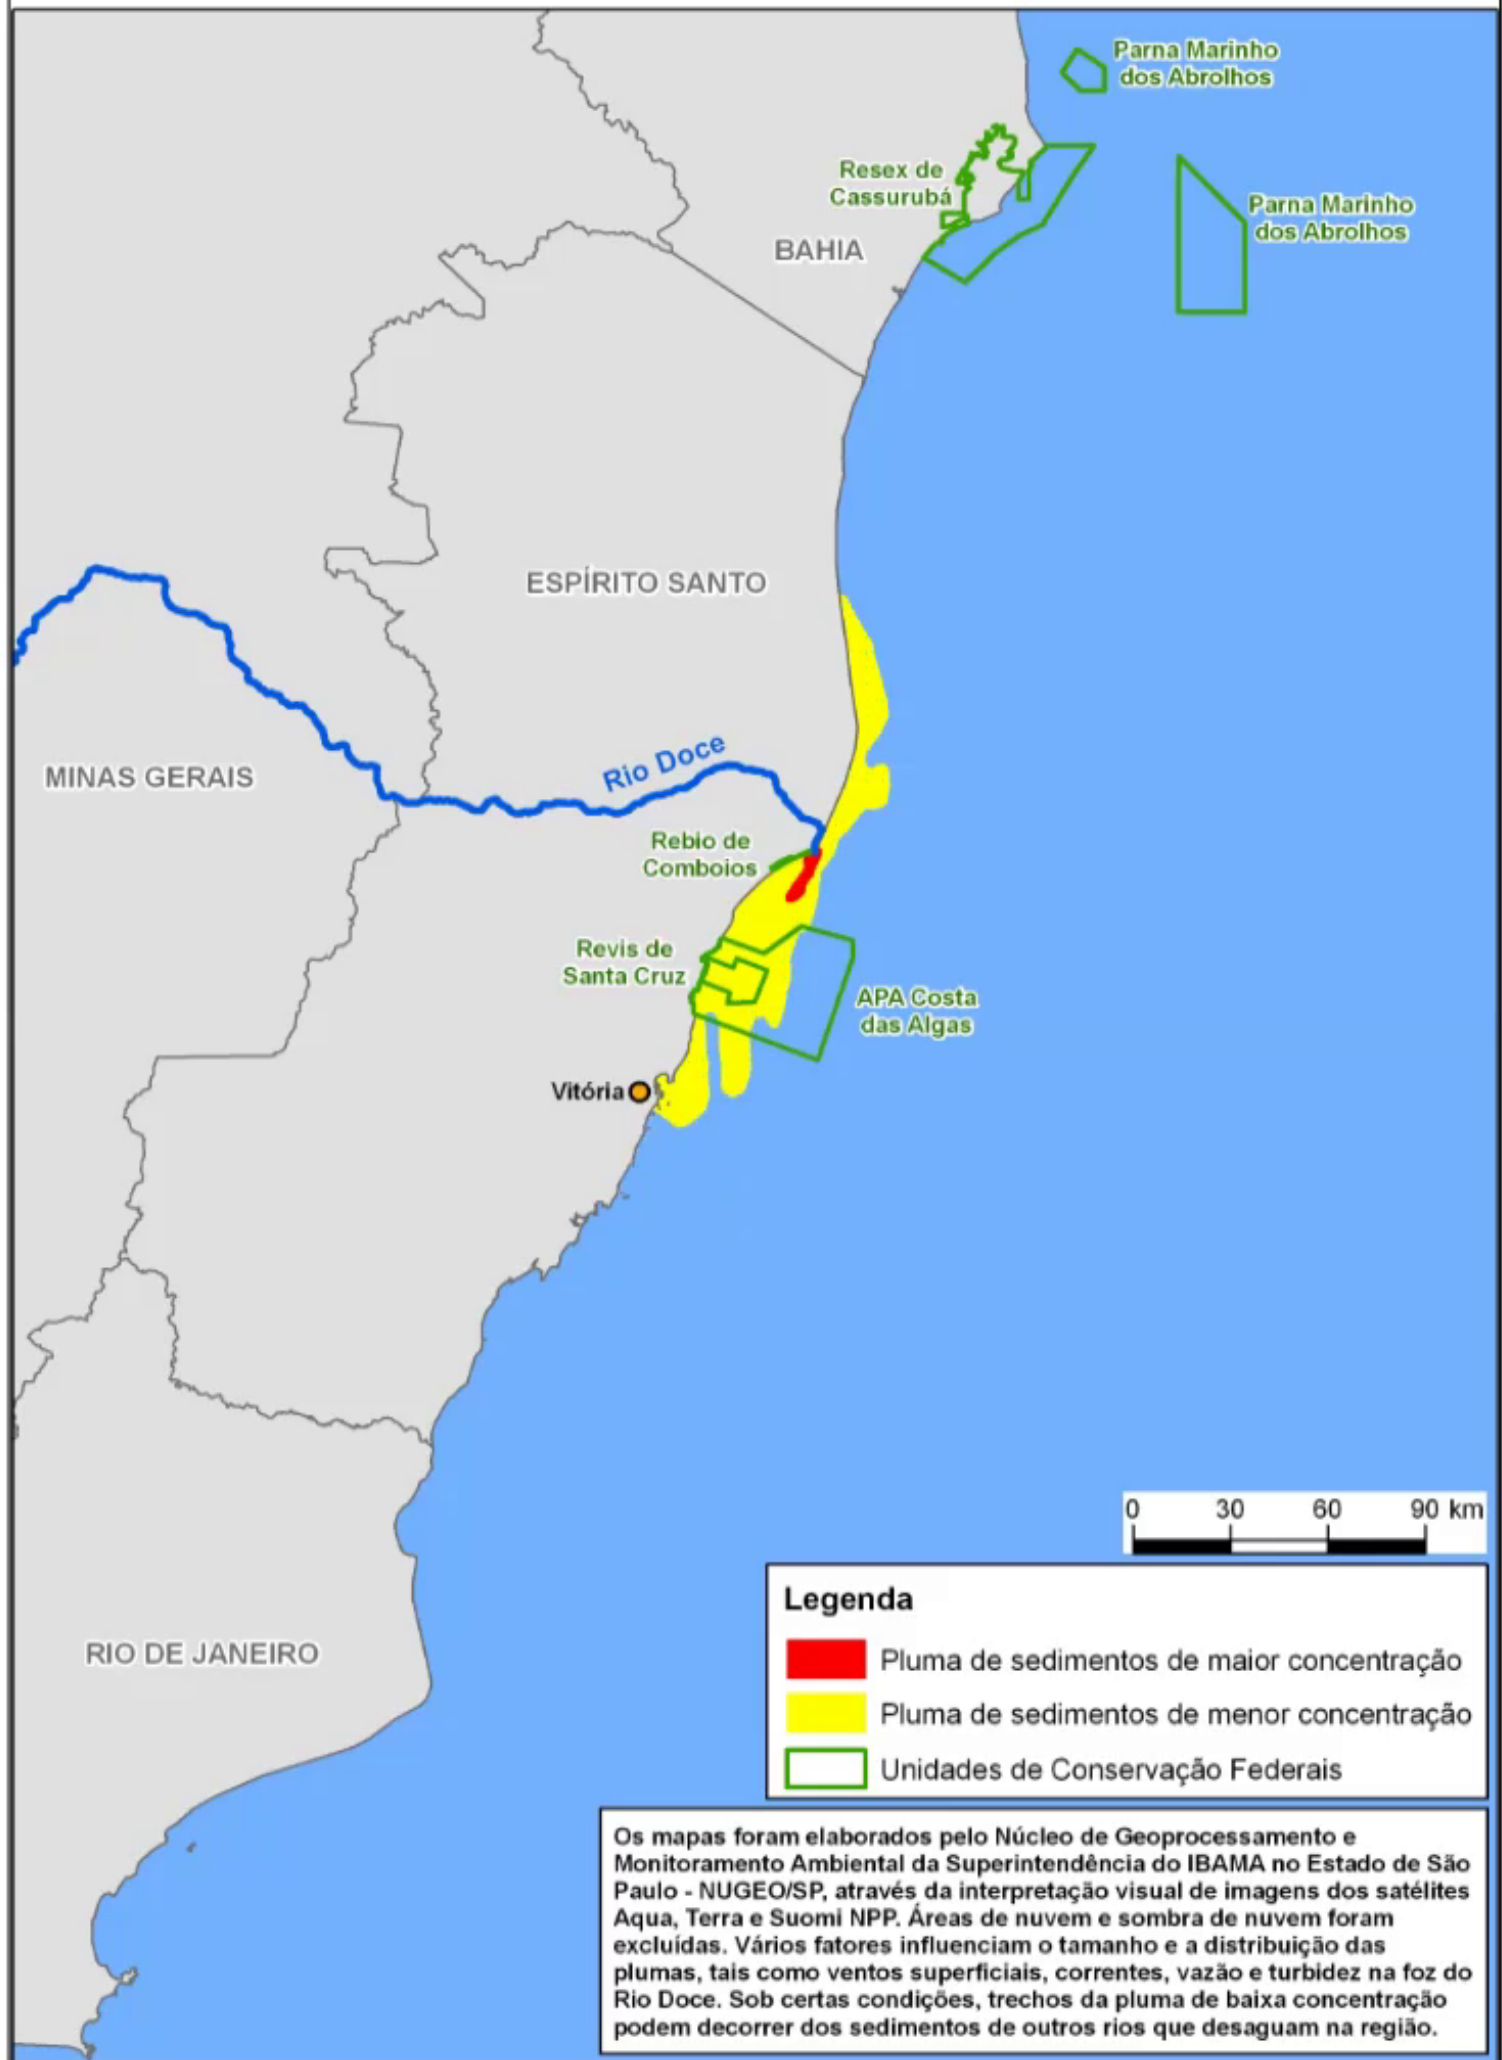 Parna Marinho
dos Abrolhos
Resex de
Cassurubá
Parna Marinho
dos Abrolhos
BAHIA
ESPÍRITO SANTO
MINAS GERAIS
Rio Doce
Rebio de
Comboios
Revis de
Santa Cruz
APA Costa
das Algas
Vitória
RIO DE JANEIRO
0 30 60 90 km
Legenda
Pluma de sedimentos de maior concentração
Pluma de sedimentos de menor concentração
Unidades de Conservação Federais
Os mapas foram elaborados pelo Núcleo de Geoprocessamento e
Monitoramento Ambiental da Superintendência do IBAMA no Estado de São
Paulo - NUGEO/SP, através da interpretação visual de imagens dos satélites
Aqua, Terra e Suomi NPP. Áreas de nuvem e sombra de nuvem foram
excluídas. Vários fatores influenciam o tamanho e a distribuição das
plumas, tais como ventos superficiais, correntes, vazão e turbidez na foz do
Rio Doce. Sob certas condições, trechos da pluma de baixa concentração
podem decorrer dos sedimentos de outros rios que desaguam na região.